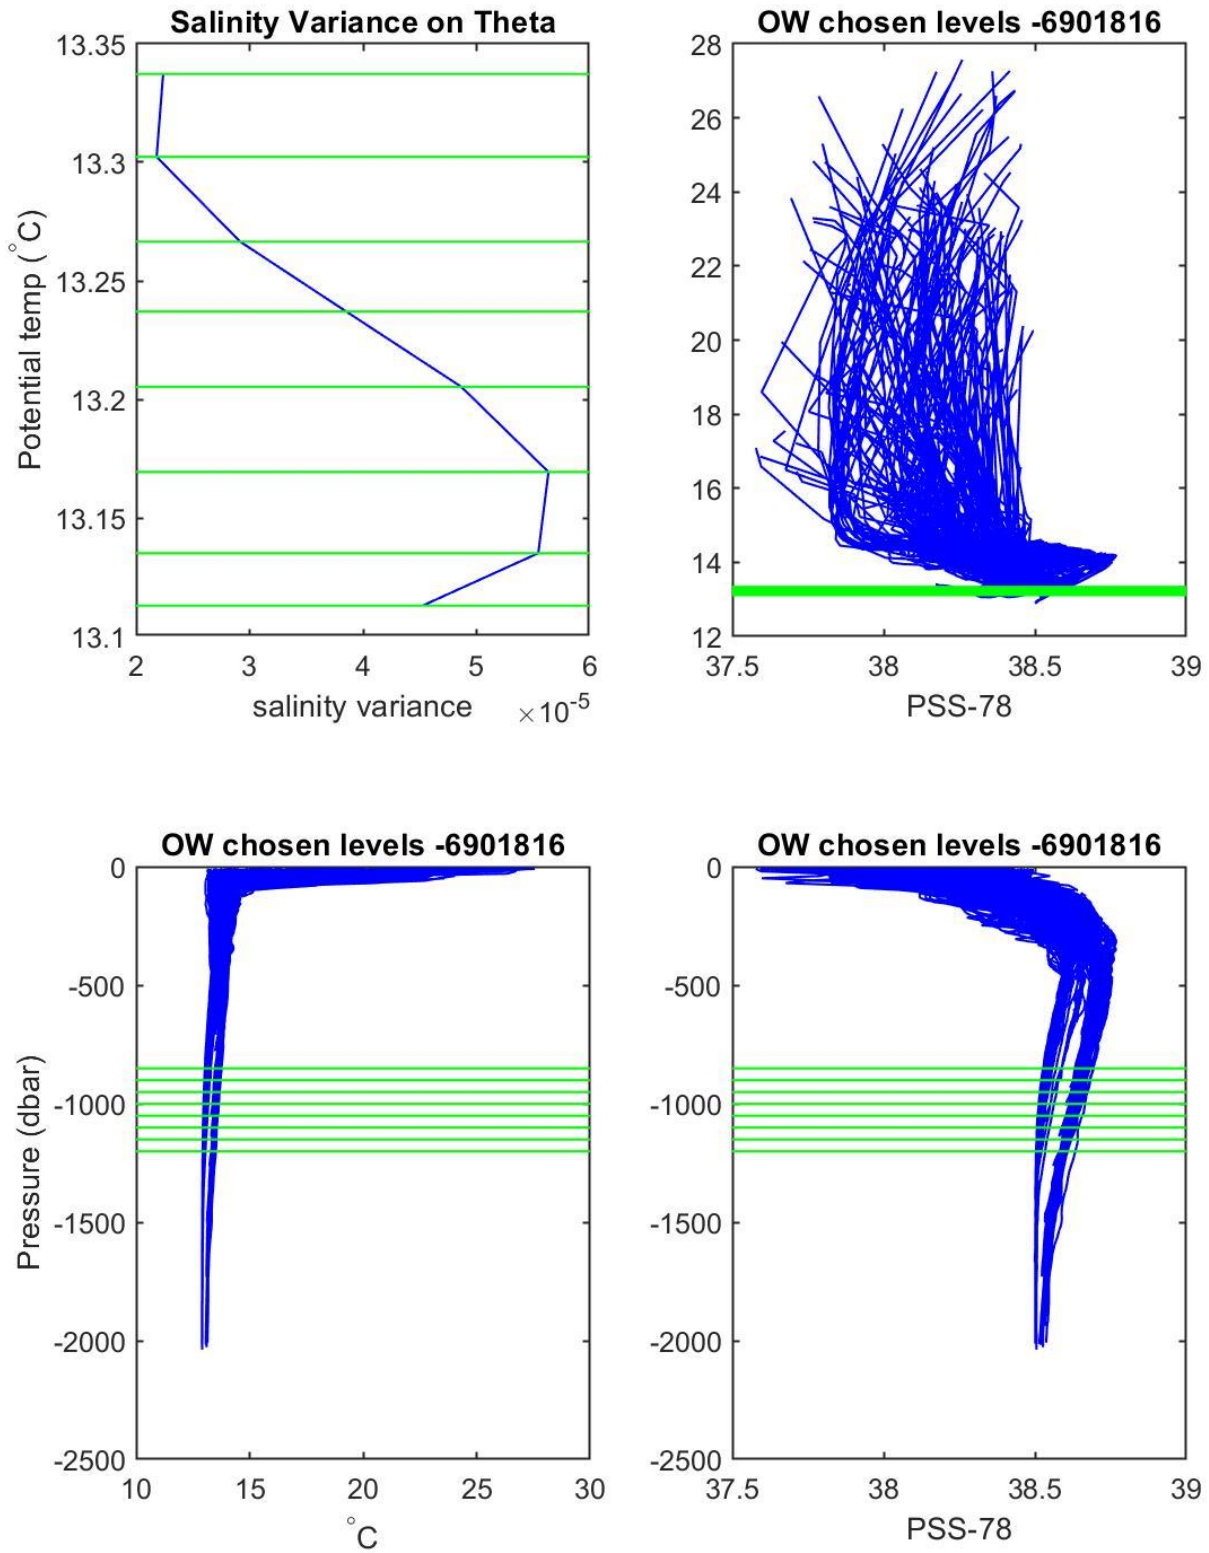 Salinity Variance on Theta
13.35
13.3
13.25
13.2
13.15
13.1
Potential temp (°C)
2 3 4 5 6
salinity variance ×10-5
OW chosen levels -6901816
28
26
24
22
20
18
16
14
12
37.5 38 38.5 39
PSS-78
OW chosen levels -6901816
0
-500
-1000
-1500
-2000
-2500
Pressure (dbar)
10 15 20 25 30
°C
OW chosen levels -6901816
0
-500
-1000
-1500
-2000
-2500
37.5 38 38.5 39
PSS-78